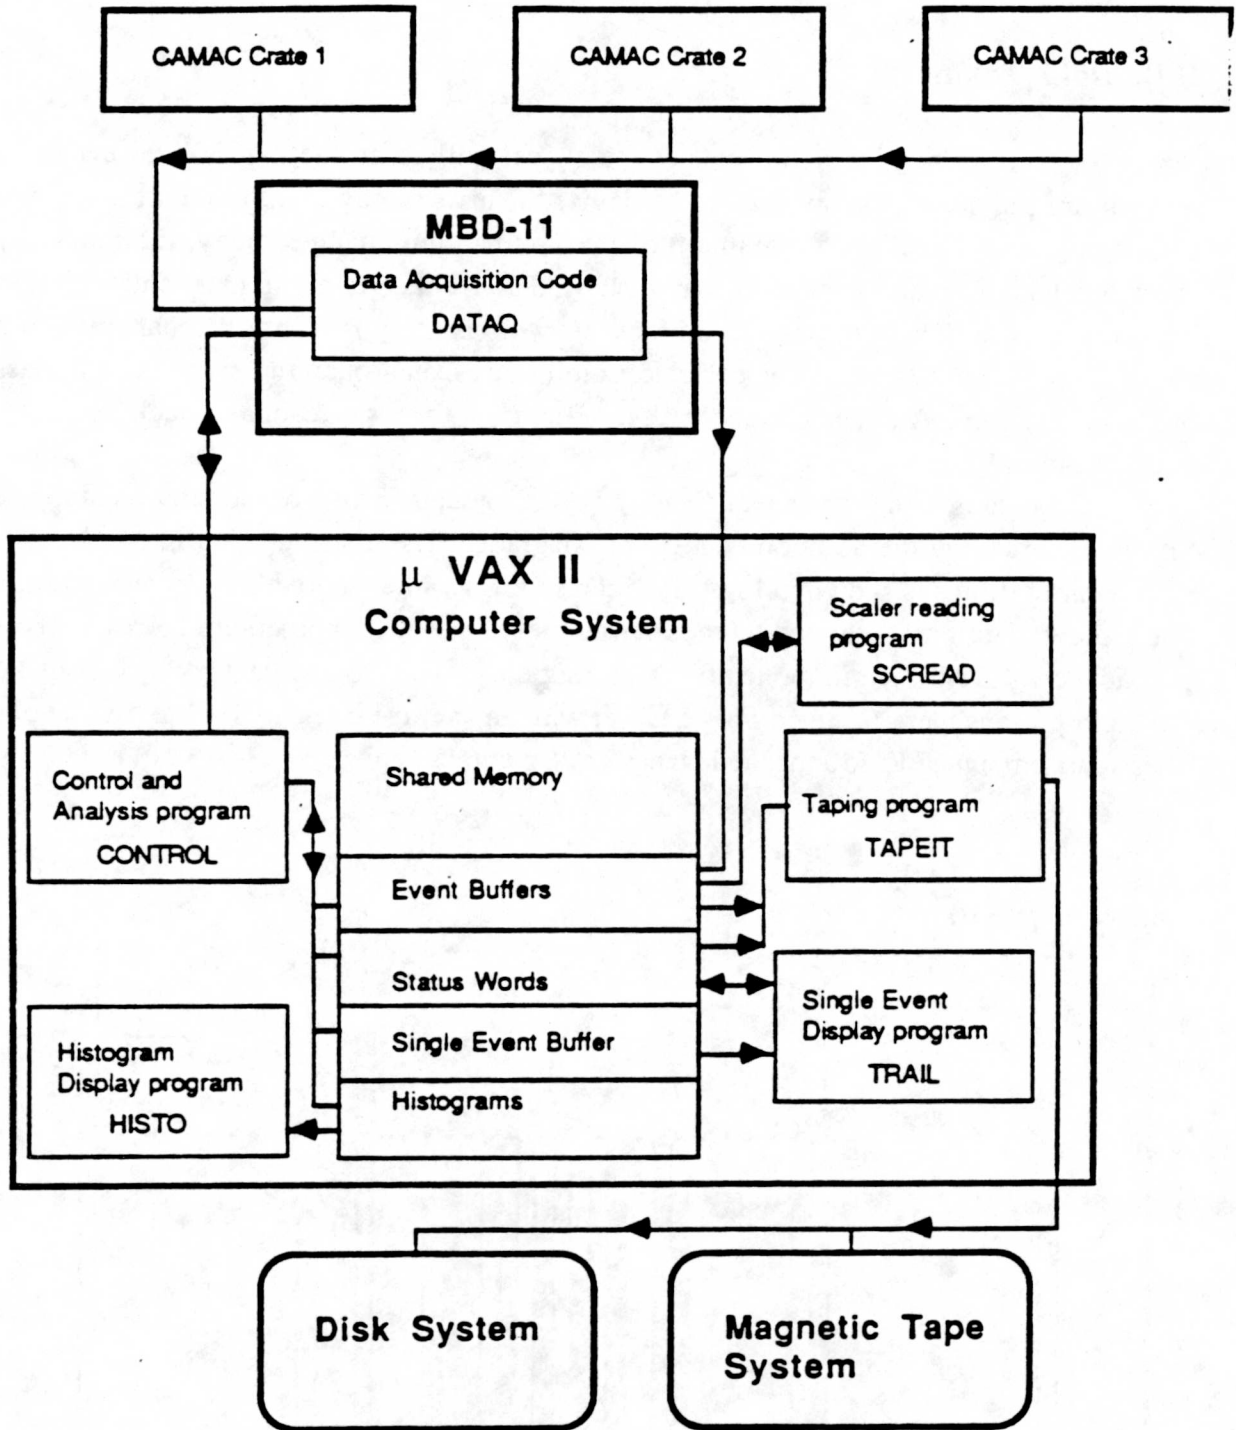 CAMAC Crate 1
CAMAC Crate 2
CAMAC Crate 3
MBD-11
Data Acquisition Code
DATAQ
µ VAX II
Computer System
Scaler reading
program
SCREAD
Control and
Analysis program
CONTROL
Shared Memory
Taping program
TAPEIT
Event Buffers
Status Words
Single Event
Display program
TRAIL
Single Event Buffer
Histogram
Display program
HISTO
Histograms
Disk System
Magnetic Tape
System